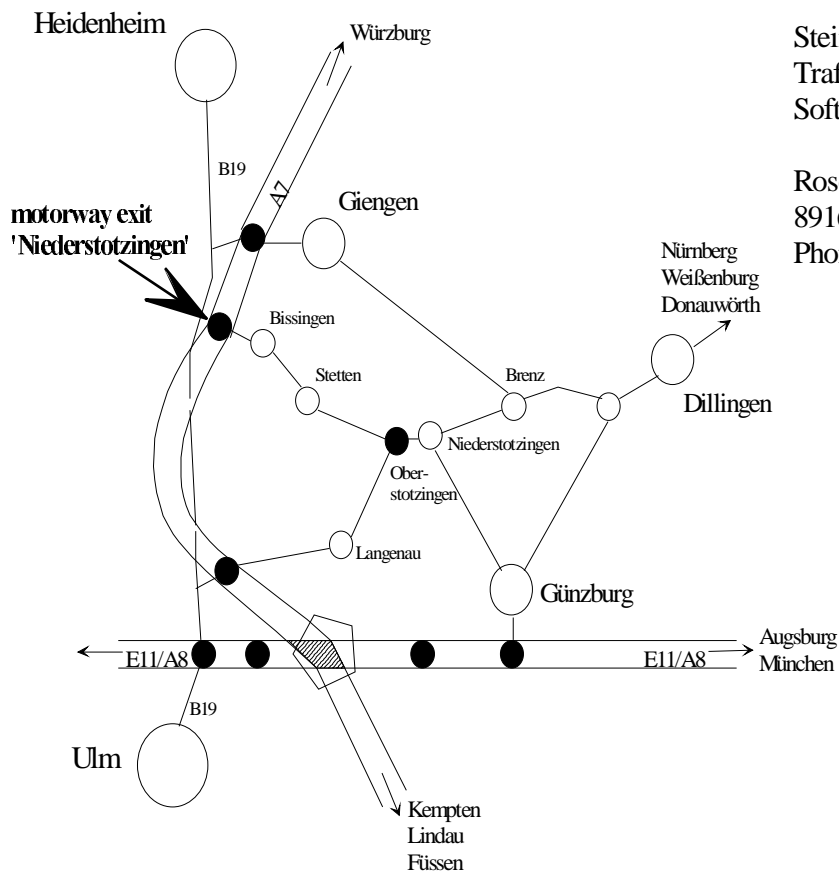 Heidenheim
Würzburg
B19
A7
motorway exit
'Niederstotzingen'
Giengen
Nürnberg
Weißenburg
Donauwörth
Bissingen
Stetten
Brenz
Dillingen
Niederstotzingen
Ober-
stotzingen
Langenau
Günzburg
E11/A8
E11/A8
Augsburg
München
B19
Ulm
Kempten
Lindau
Füssen